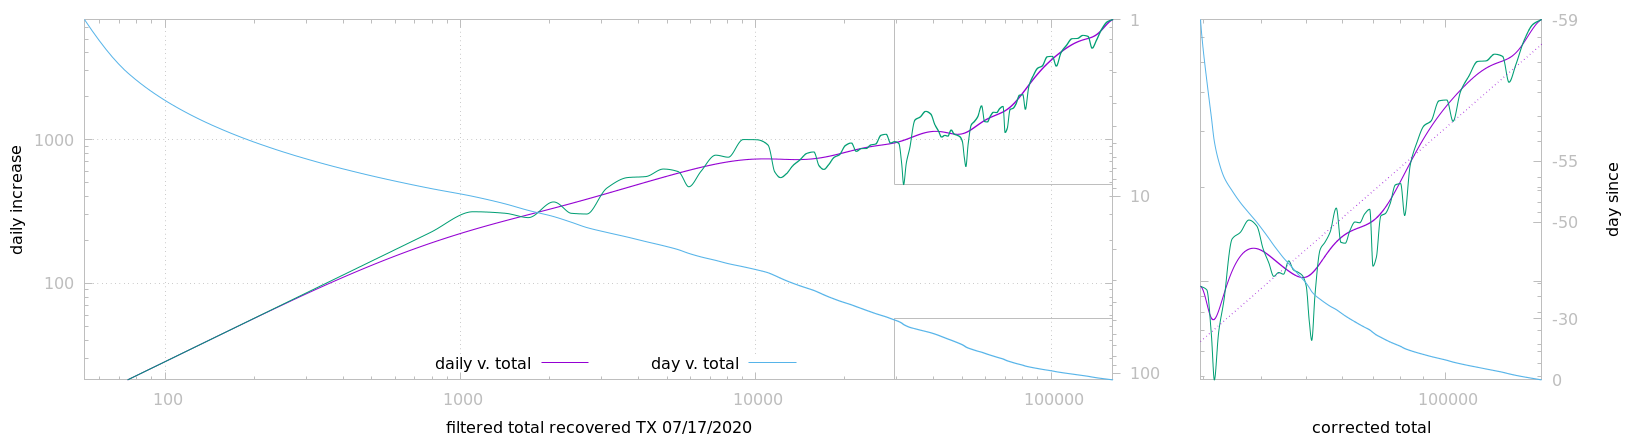 daily increase
1000
100
100
1000
10000
100000
1
10
100
daily v. total
day v. total
filtered total recovered TX 07/17/2020
100000
-59
-55
-50
-30
0
day since
corrected total